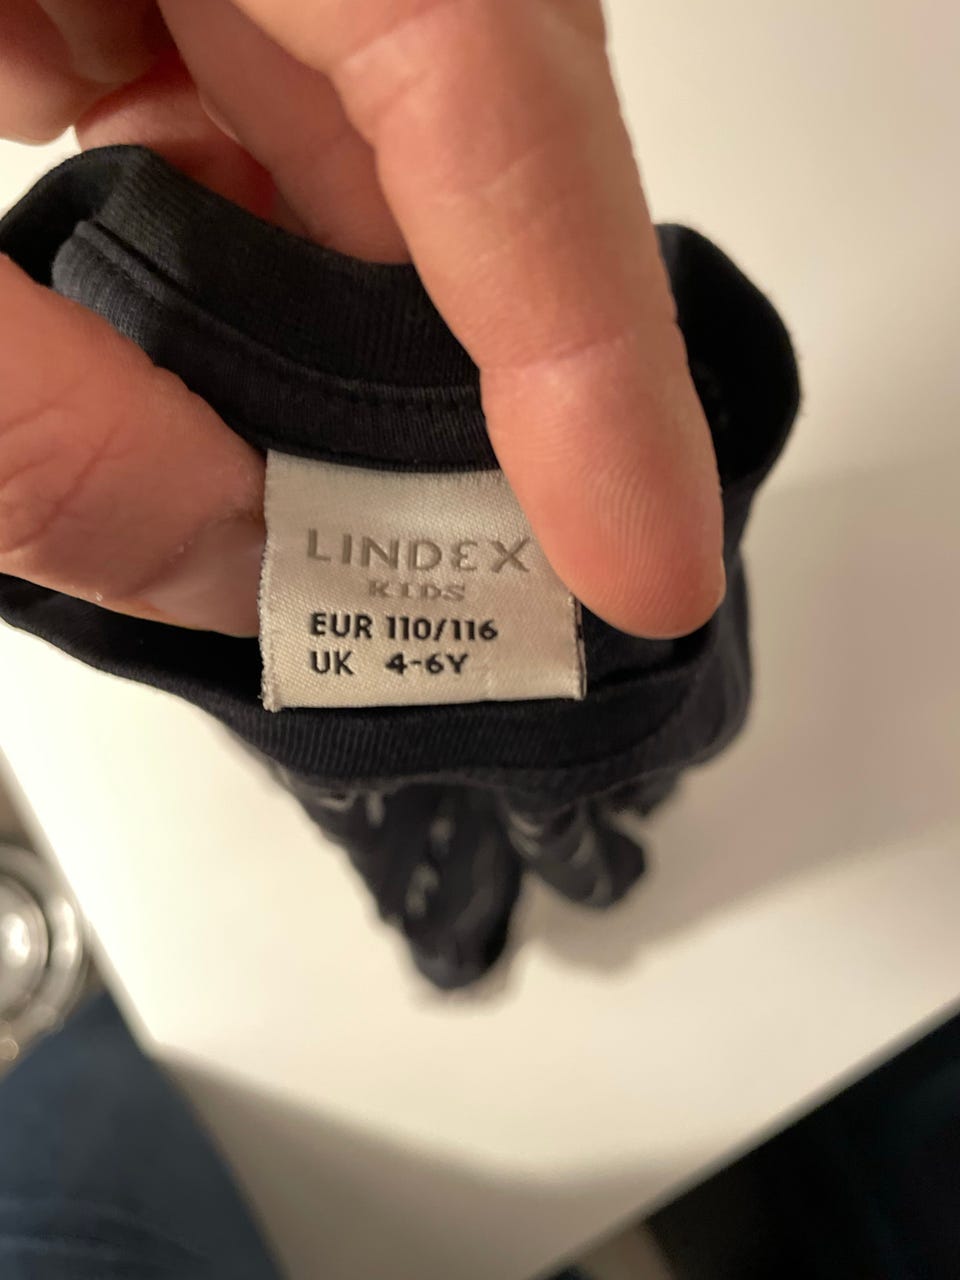 LINDEX
KIDS
EUR 110/116
UK 4-6Y